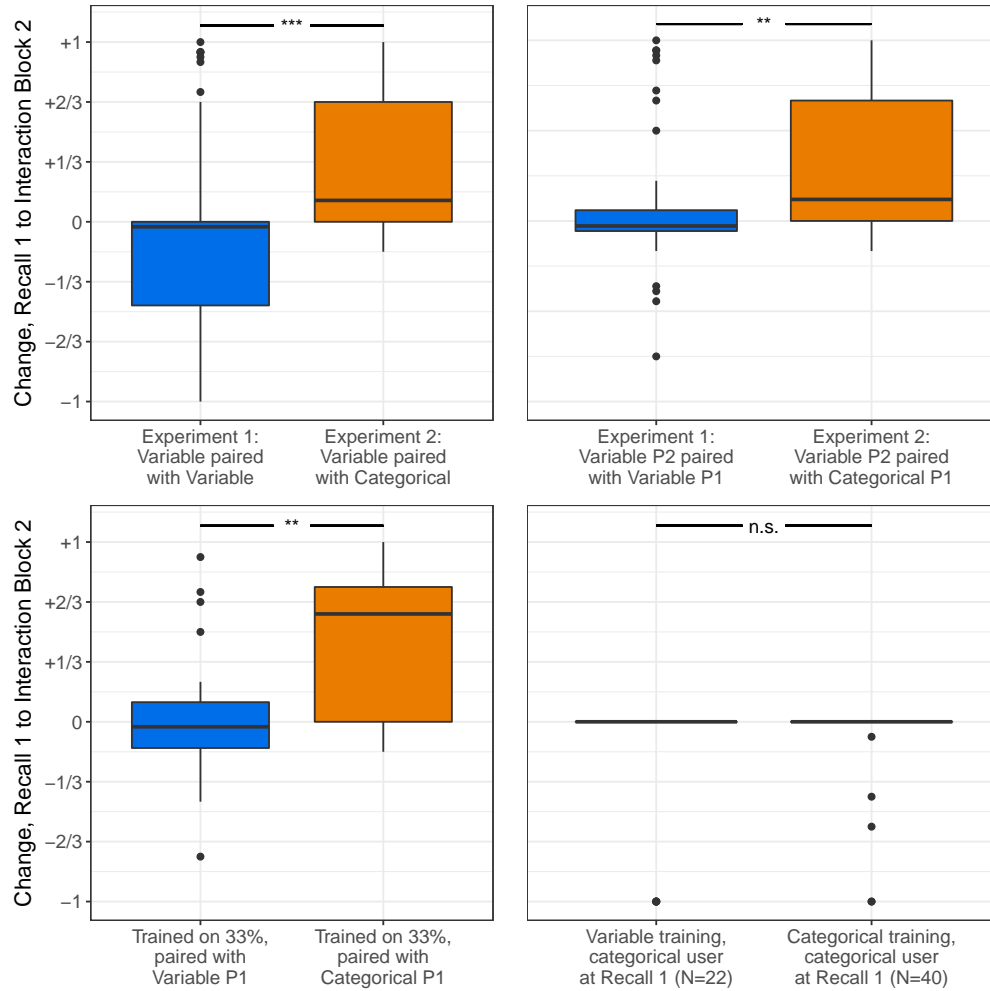 Change, Recall 1 to Interaction Block 2
***
+1
+2/3
+1/3
0
−1/3
−2/3
−1
Experiment 1:
Variable paired
with Variable
Experiment 2:
Variable paired
with Categorical
**
Experiment 1:
Variable P2 paired
with Variable P1
Experiment 2:
Variable P2 paired
with Categorical P1
Change, Recall 1 to Interaction Block 2
**
+1
+2/3
+1/3
0
−1/3
−2/3
−1
Trained on 33%,
paired with
Variable P1
Trained on 33%,
paired with
Categorical P1
n.s.
Variable training,
categorical user
at Recall 1 (N=22)
Categorical training,
categorical user
at Recall 1 (N=40)